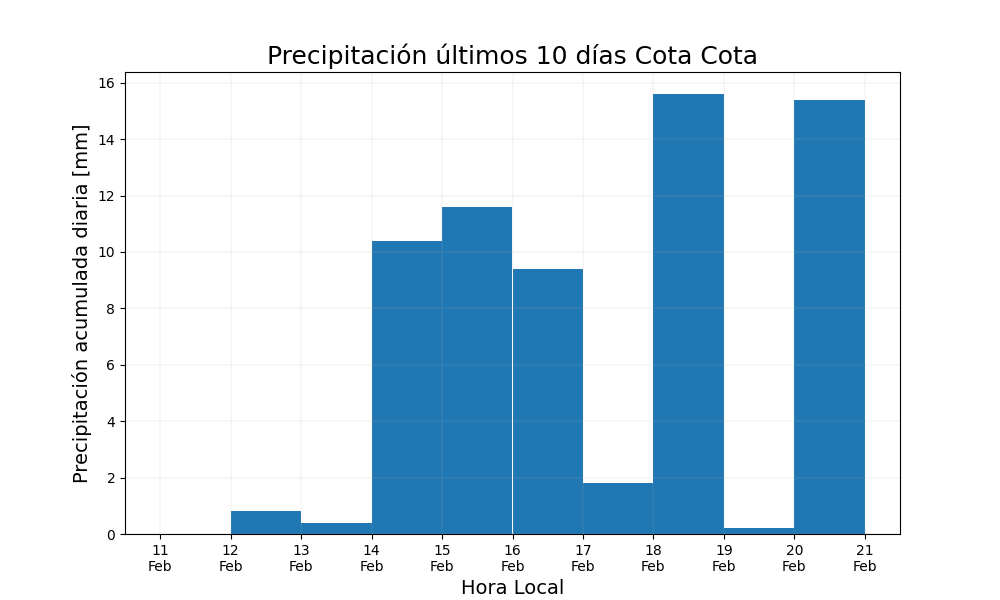 Precipitación últimos 10 días Cota Cota
Precipitación acumulada diaria [mm]
16
14
12
10
8
6
4
2
0
11 12 13 14 15 16 17 18 19 20 21
Feb Feb Feb Feb Feb Feb Feb Feb Feb Feb Feb
Hora Local